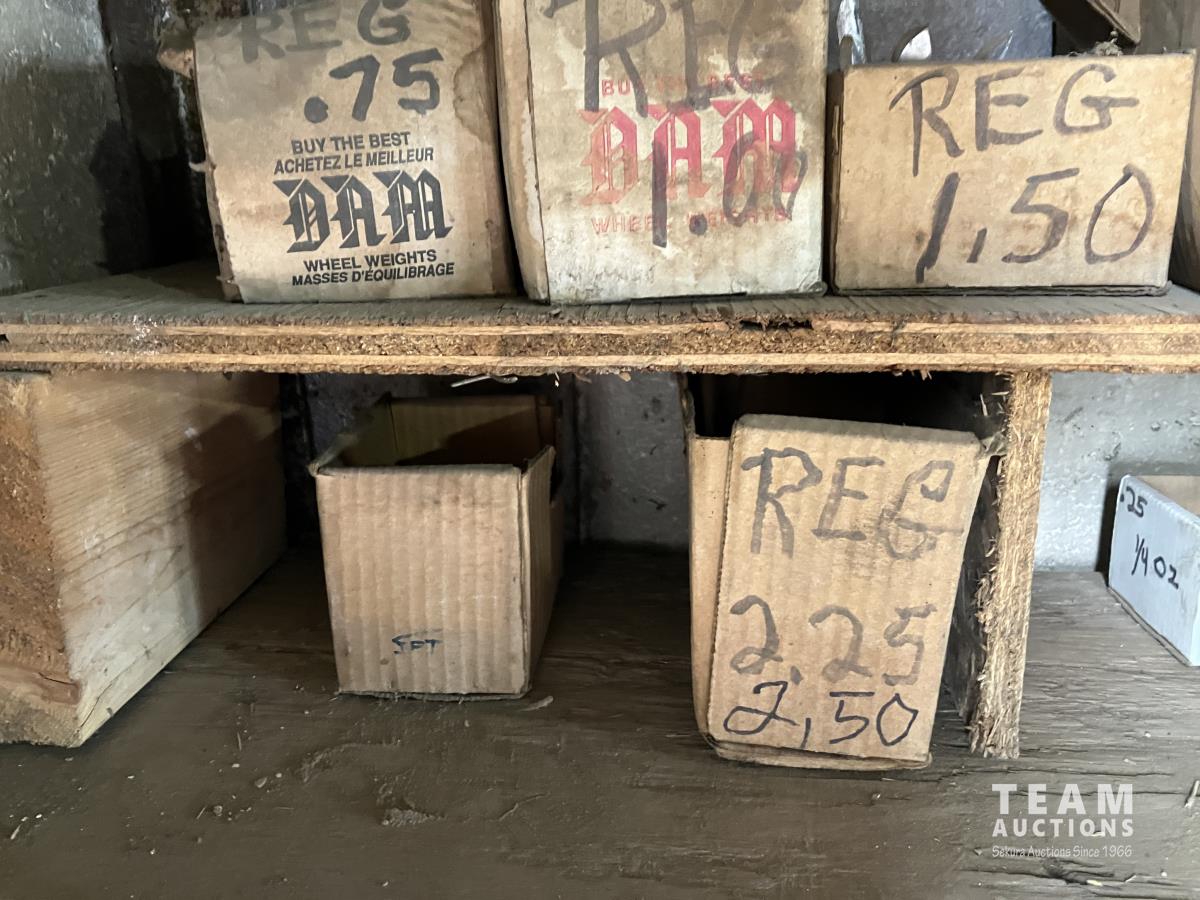 REG
.75
BUY THE BEST
ACHETEZ LE MEILLEUR
DAM
WHEEL WEIGHTS
MASSES D'ÉQUILIBRAGE
REG
BUY THE BEST
DAM
1.00
WHEEL WEIGHTS
REG
1,50
REG
2,25
2,50
.25
1/4 oz
TEAM
AUCTIONS
Sekura Auctions Since 1966